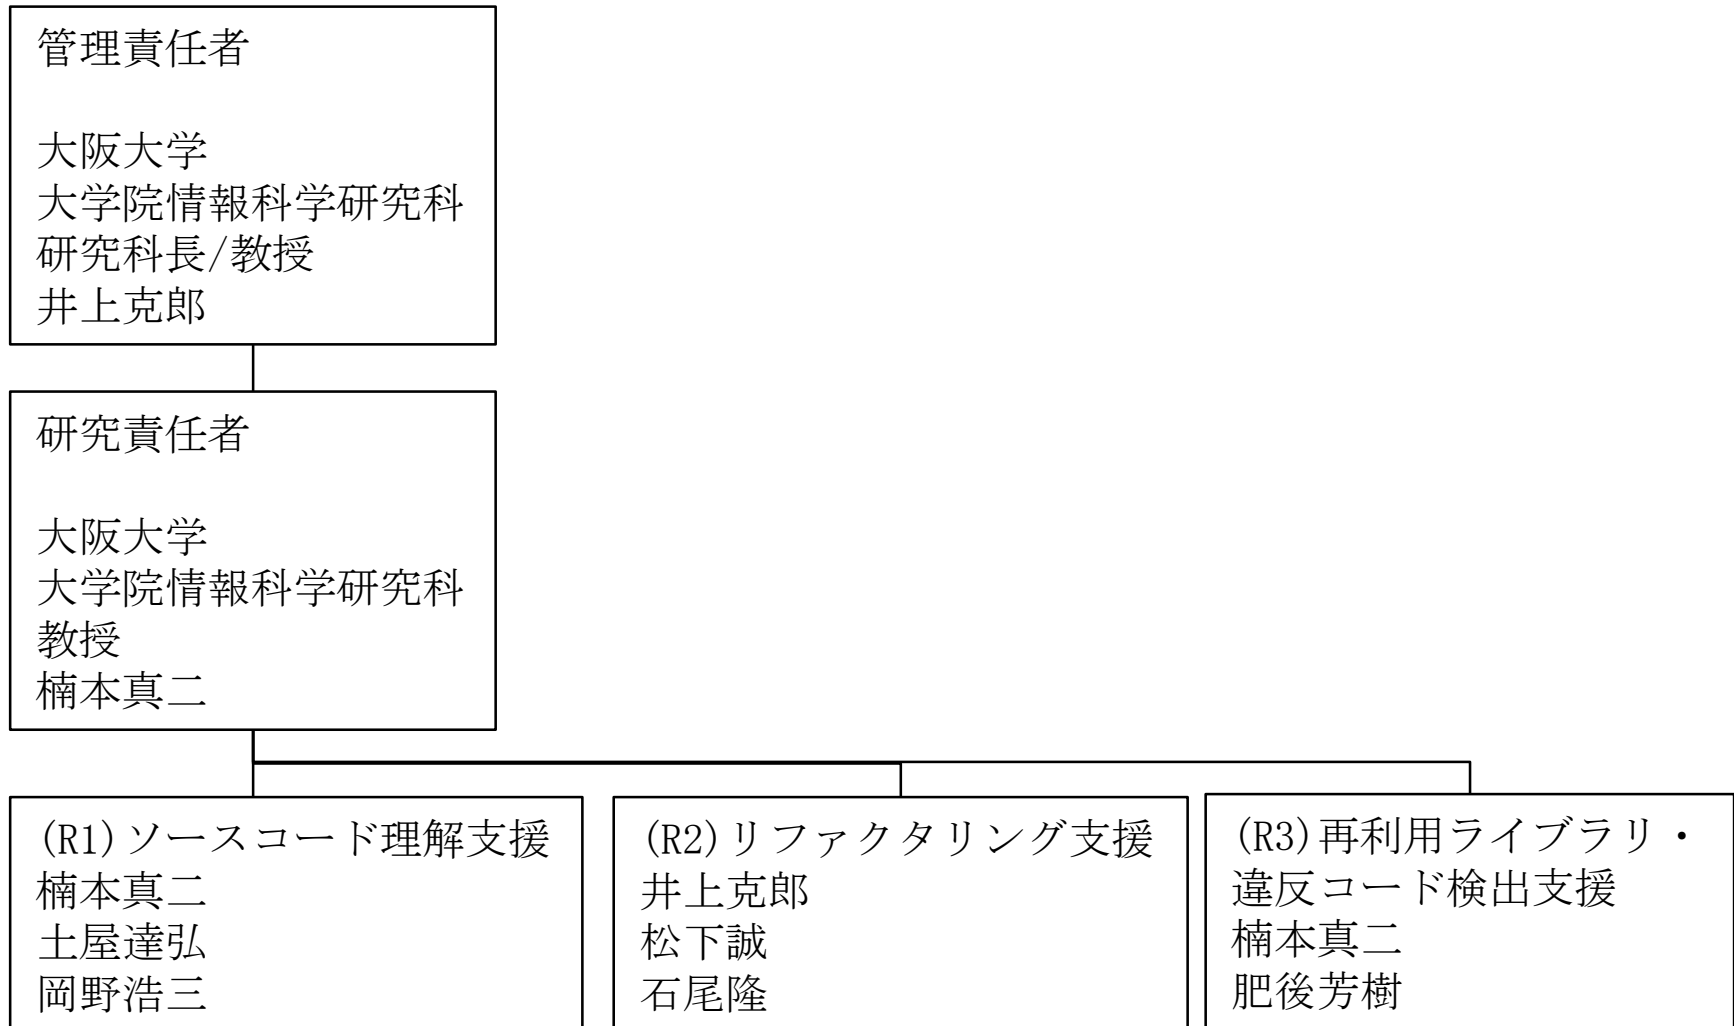 管理責任者
大阪大学
大学院情報科学研究科
研究科長/教授
井上克郎
研究責任者
大阪大学
大学院情報科学研究科
教授
楠本真二
(R1)ソースコード理解支援
楠本真二
土屋達弘
岡野浩三
(R2)リファクタリング支援
井上克郎
松下誠
石尾隆
(R3)再利用ライブラリ・
違反コード検出支援
楠本真二
肥後芳樹